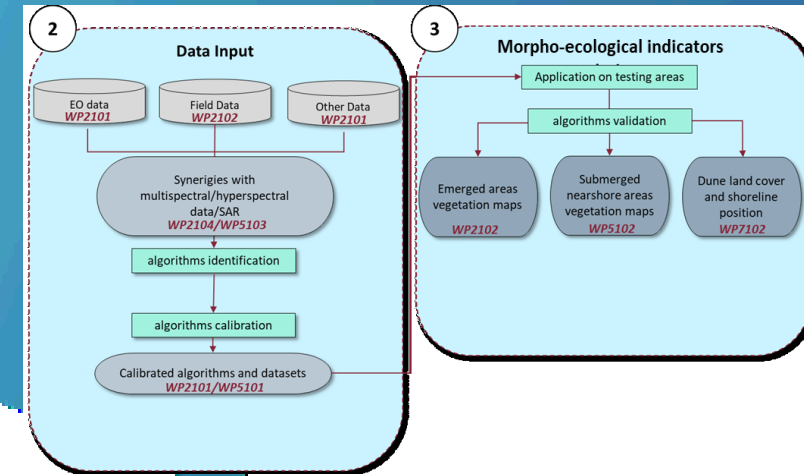 2
Data Input
EO data
WP2101
Field Data
WP2102
Other Data
WP2101
Synerigies with
multispectral/hyperspectral
data/SAR
WP2104/WP5103
algorithms identification
algorithms calibration
Calibrated algorithms and datasets
WP2101/WP5101
3
Morpho-ecological indicators
Application on testing areas
algorithms validation
Emerged areas
vegetation maps
WP2102
Submerged
nearshore areas
vegetation maps
WP5102
Dune land cover
and shoreline
position
WP7102